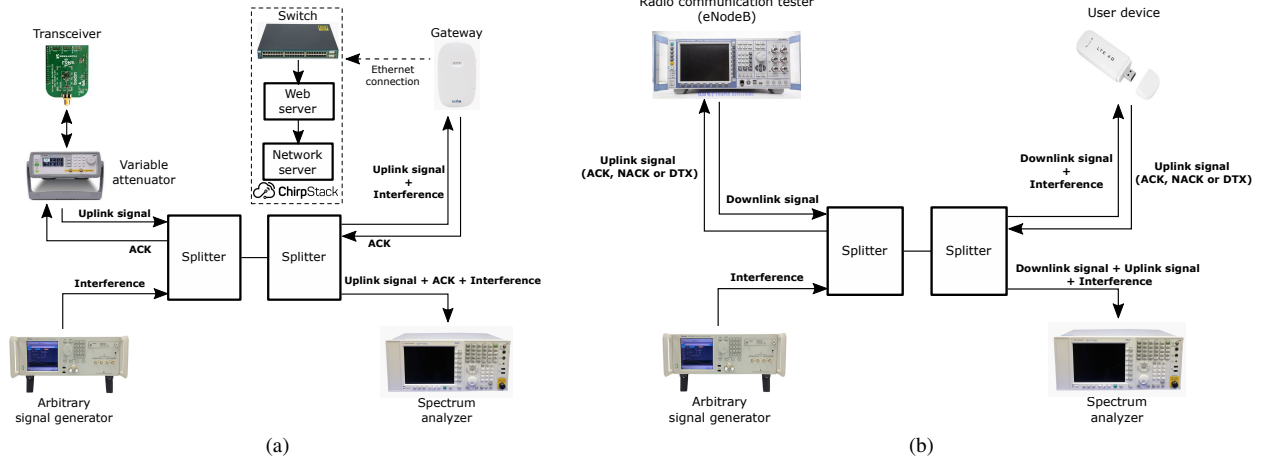 Switch
Transceiver
Gateway
Ethernet
connection
Web
server
Network
server
ChirpStack
Variable
attenuator
Uplink signal
+
Interference
Uplink signal
ACK
ACK
Splitter
Splitter
Interference
Uplink signal + ACK + Interference
Arbitrary
signal generator
Spectrum
analyzer
(a)
Radio communication tester
(eNodeB)
User device
LTE 4G
Uplink signal
(ACK, NACK or DTX)
Downlink signal
Downlink signal
+
Interference
Uplink signal
(ACK, NACK or DTX)
Splitter
Splitter
Interference
Downlink signal + Uplink signal
+ Interference
Arbitrary
signal generator
Spectrum
analyzer
(b)